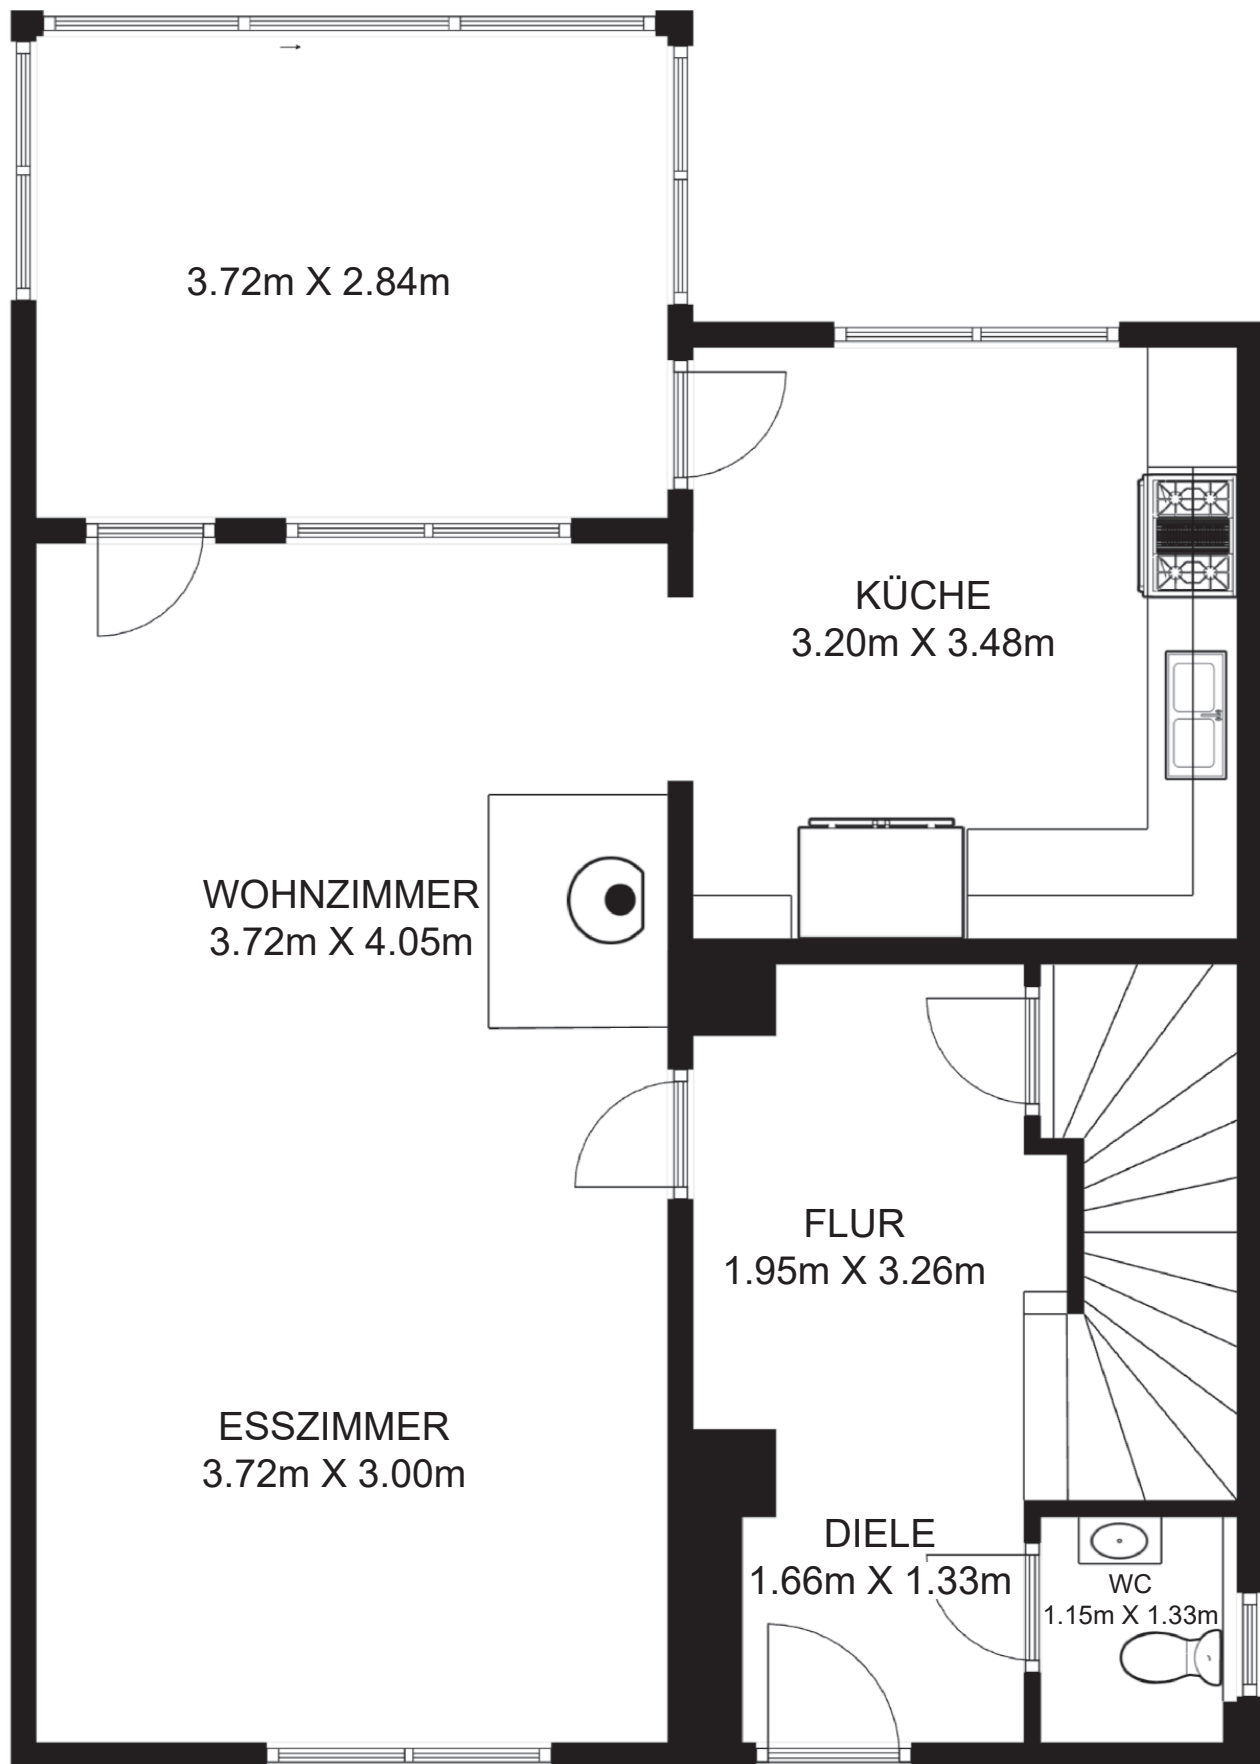 3.72m X 2.84m
KÜCHE
3.20m X 3.48m
WOHNZIMMER
3.72m X 4.05m
FLUR
1.95m X 3.26m
ESSZIMMER
3.72m X 3.00m
DIELE
1.66m X 1.33m
WC
1.15m X 1.33m